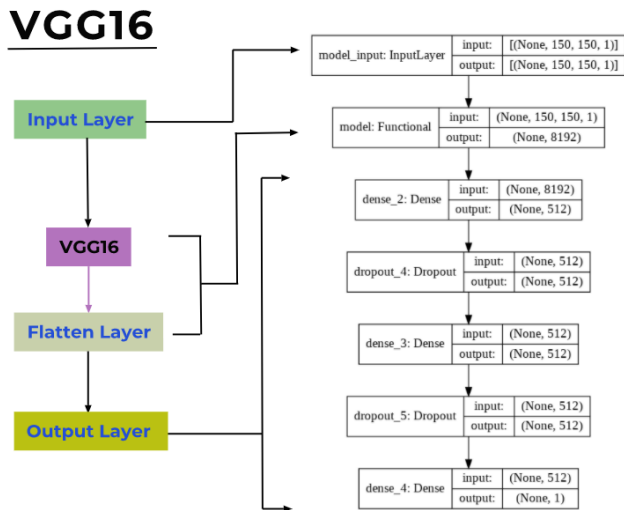 VGG16
Input Layer
VGG16
Flatten Layer
Output Layer
model_input: InputLayer
input:
[(None, 150, 150, 1)]
output:
[(None, 150, 150, 1)]
model: Functional
input:
(None, 150, 150, 1)
output:
(None, 8192)
dense_2: Dense
input:
(None, 8192)
output:
(None, 512)
dropout_4: Dropout
input:
(None, 512)
output:
(None, 512)
dense_3: Dense
input:
(None, 512)
output:
(None, 512)
dropout_5: Dropout
input:
(None, 512)
output:
(None, 512)
dense_4: Dense
input:
(None, 512)
output:
(None, 1)